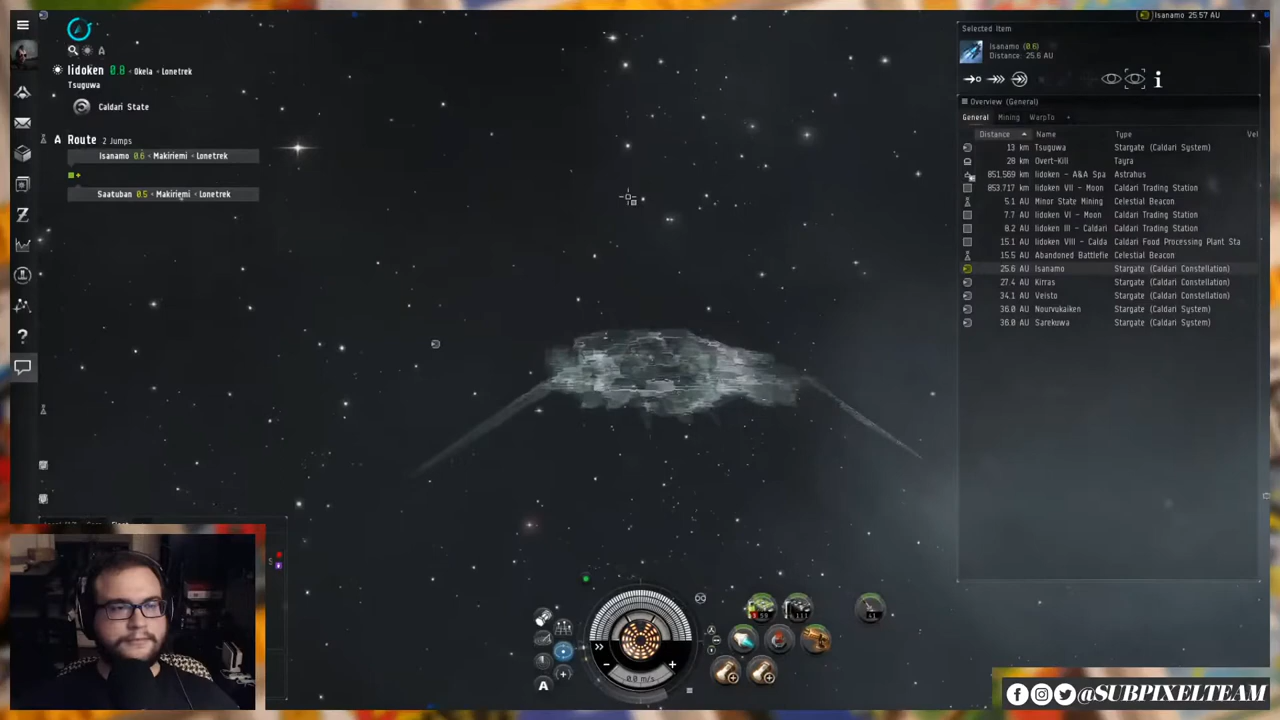 Isanamo 25.57 AU
Selected Item
Isanamo (0.6)
Distance: 25.6 AU
Iidoken 0.8 < Okela < Lonetrek
Tsuguwa
Caldari State
Route 2 Jumps
Isanamo 0.6 < Makiriemi < Lonetrek
Saatuban 0.5 < Makiriemi < Lonetrek
Overview (General)
General Mining WarpTo +
Distance Name Type Vel
13 km Tsuguwa Stargate (Caldari System)
28 km Overt-Kill Tayra
851.569 km Iidoken - A&A Spa Astrahus
853.717 km Iidoken VII - Moon Caldari Trading Station
5.1 AU Minor State Mining Celestial Beacon
7.7 AU Iidoken VI - Moon Caldari Trading Station
8.2 AU Iidoken III - Caldari Caldari Trading Station
15.1 AU Iidoken VIII - Calda Caldari Food Processing Plant Sta
15.5 AU Abandoned Battlefie Celestial Beacon
25.6 AU Isanamo Stargate (Caldari Constellation)
27.4 AU Kirras Stargate (Caldari Constellation)
34.1 AU Veisto Stargate (Caldari Constellation)
36.0 AU Nourvukaiken Stargate (Caldari System)
36.0 AU Sarekuwa Stargate (Caldari System)
0.0 m/s
A
@SUBPIXELTEAM